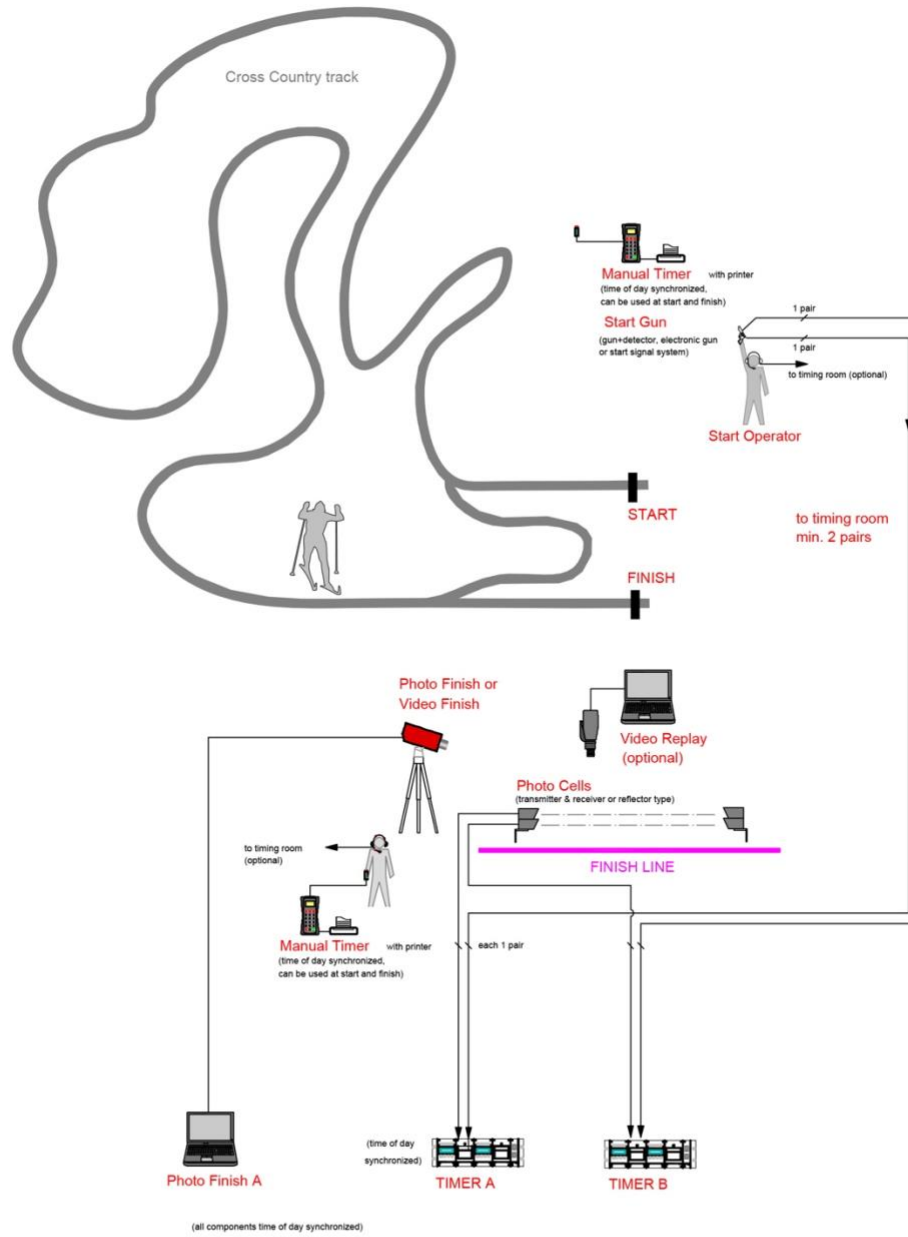 Cross Country track
Manual Timer with printer
(time of day synchronized,
can be used at start and finish)
Start Gun
(gun+detector, electronic gun
or start signal system)
1 pair
1 pair
to timing room (optional)
Start Operator
START
to timing room
min. 2 pairs
FINISH
Photo Finish or
Video Finish
Video Replay
(optional)
Photo Cells
(transmitter & receiver or reflector type)
FINISH LINE
to timing room
(optional)
Manual Timer with printer
(time of day synchronized,
can be used at start and finish)
each 1 pair
(time of day
synchronized)
Photo Finish A
TIMER A
TIMER B
(all components time of day synchronized)